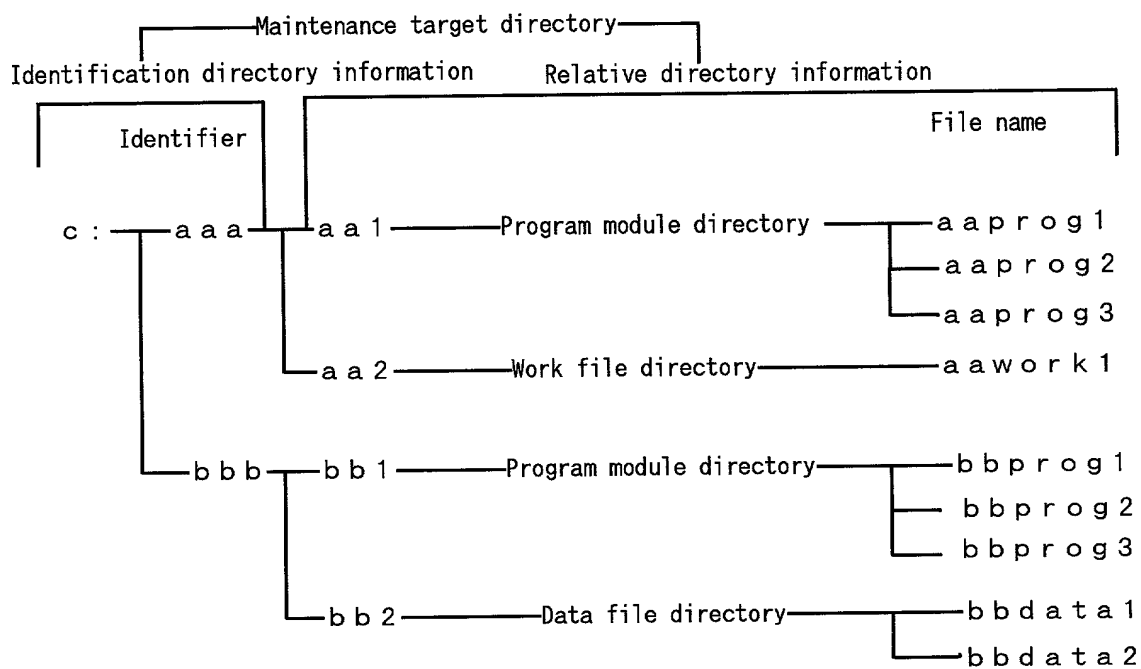 Maintenance target directory
Identification directory information Relative directory information
Identifier File name
c: aaa aa1 Program module directory aaprog1
aaprog2
aaprog3
aa2 Work file directory aawork1
bbb bb1 Program module directory bbprog1
bbprog2
bbprog3
bb2 Data file directory bbdata1
bbdata2